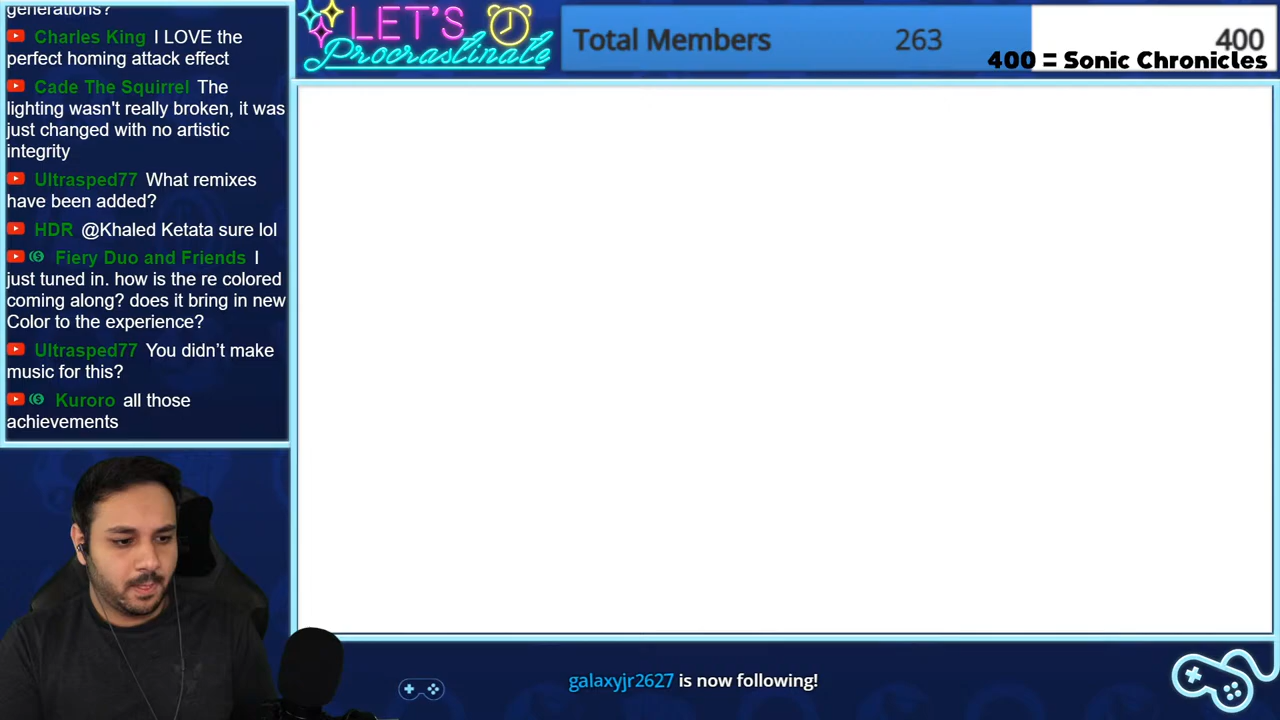 generations?
Charles King I LOVE the
perfect homing attack effect
Cade The Squirrel The
lighting wasn't really broken, it was
just changed with no artistic
integrity
Ultrasped77 What remixes
have been added?
HDR @Khaled Ketata sure lol
Fiery Duo and Friends I
just tuned in. how is the re colored
coming along? does it bring in new
Color to the experience?
Ultrasped77 You didn’t make
music for this?
Kuroro all those
achievements
LET'S
Procrastinate
Total Members 263 400
400 = Sonic Chronicles
galaxyjr2627 is now following!